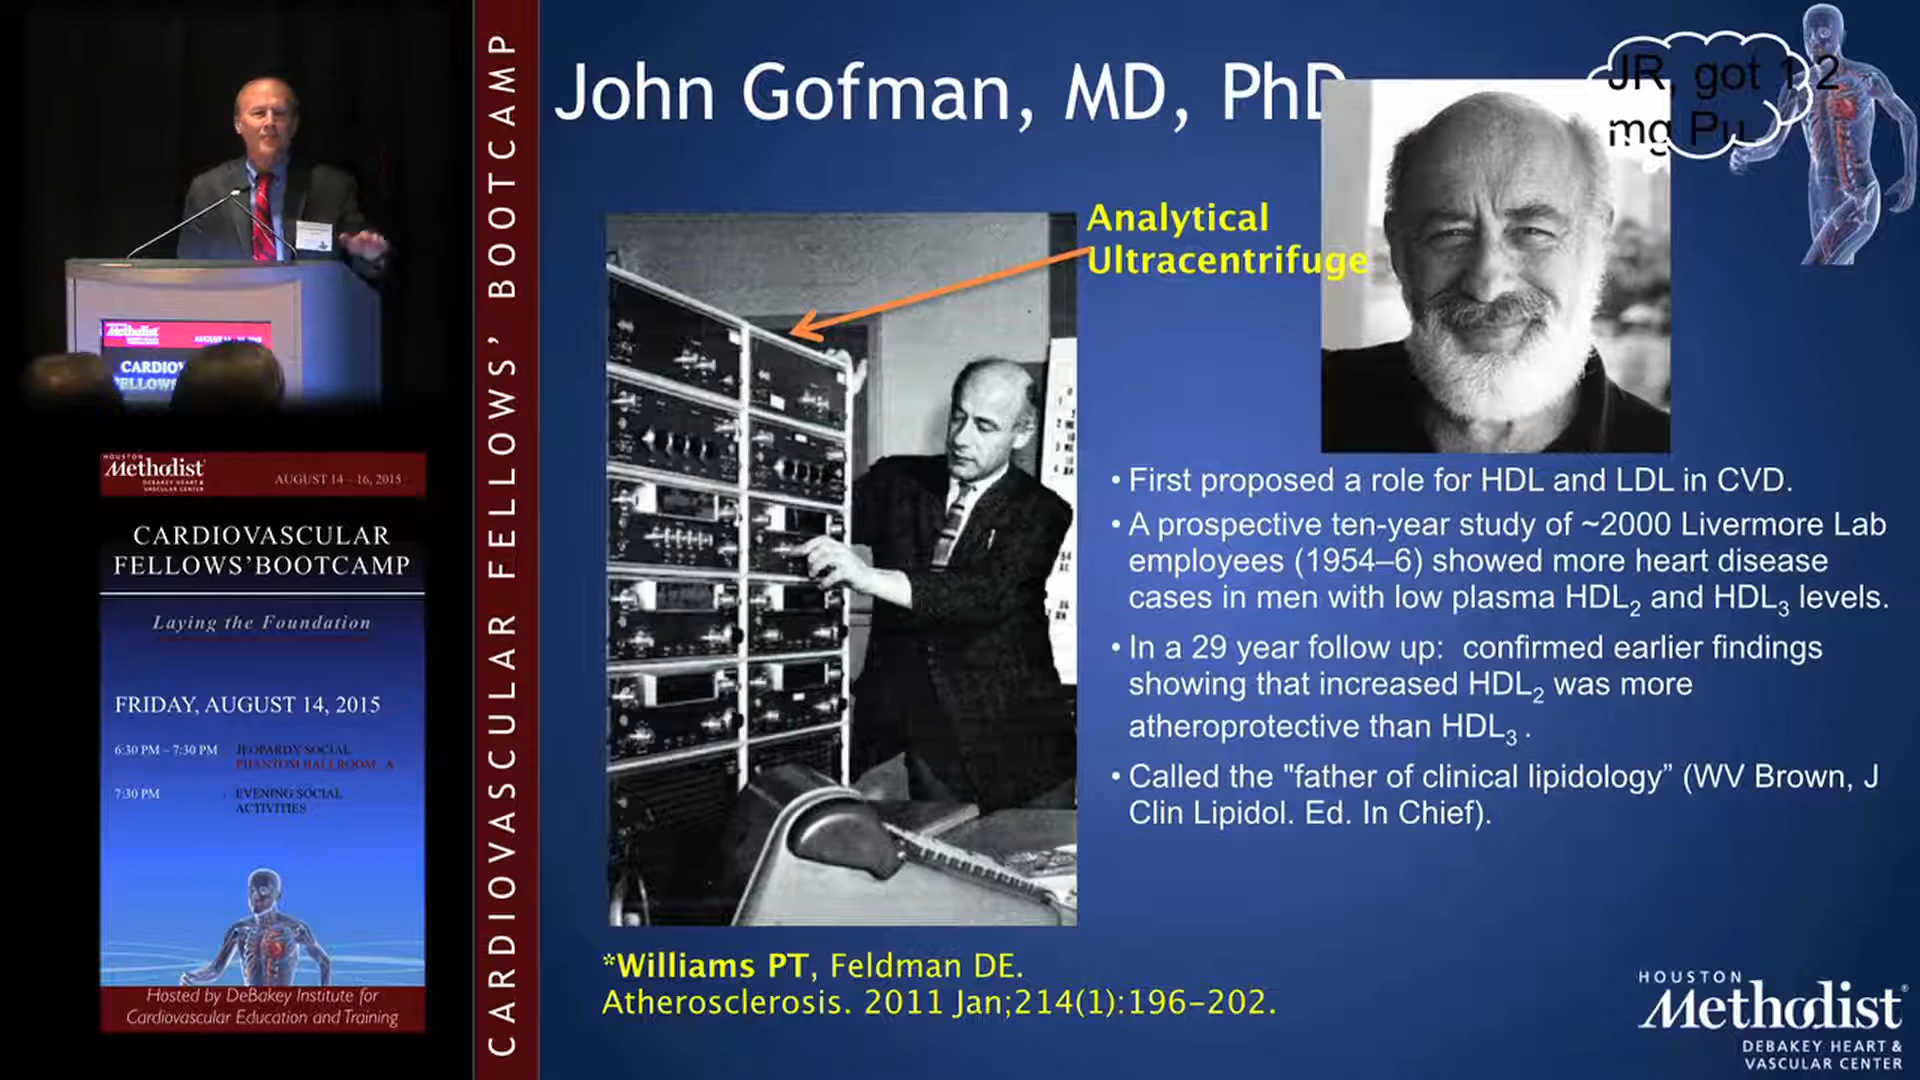 John Gofman, MD, PhD
JR, got 1.2
mg Pu
Analytical
Ultracentrifuge
• First proposed a role for HDL and LDL in CVD.
• A prospective ten-year study of ~2000 Livermore Lab
employees (1954–6) showed more heart disease
cases in men with low plasma HDL2 and HDL3 levels.
• In a 29 year follow up: confirmed earlier findings
showing that increased HDL2 was more
atheroprotective than HDL3 .
• Called the "father of clinical lipidology” (WV Brown, J
Clin Lipidol. Ed. In Chief).
*Williams PT, Feldman DE.
Atherosclerosis. 2011 Jan;214(1):196–202.
HOUSTON
Methodist
DEBAKEY HEART &
VASCULAR CENTER
CARDIOVASCULAR FELLOWS’ BOOTCAMP
Methodist
CARDIOV
FELLOWS'
HOUSTON
Methodist
DEBAKEY HEART &
VASCULAR CENTER
AUGUST 14 – 16, 2015
CARDIOVASCULAR
FELLOWS’BOOTCAMP
Laying the Foundation
FRIDAY, AUGUST 14, 2015
6:30 PM – 7:30 PM JEOPARDY SOCIAL
PHANTOM BALLROOM A
7:30 PM EVENING SOCIAL
ACTIVITIES
Hosted by DeBakey Institute for
Cardiovascular Education and Training